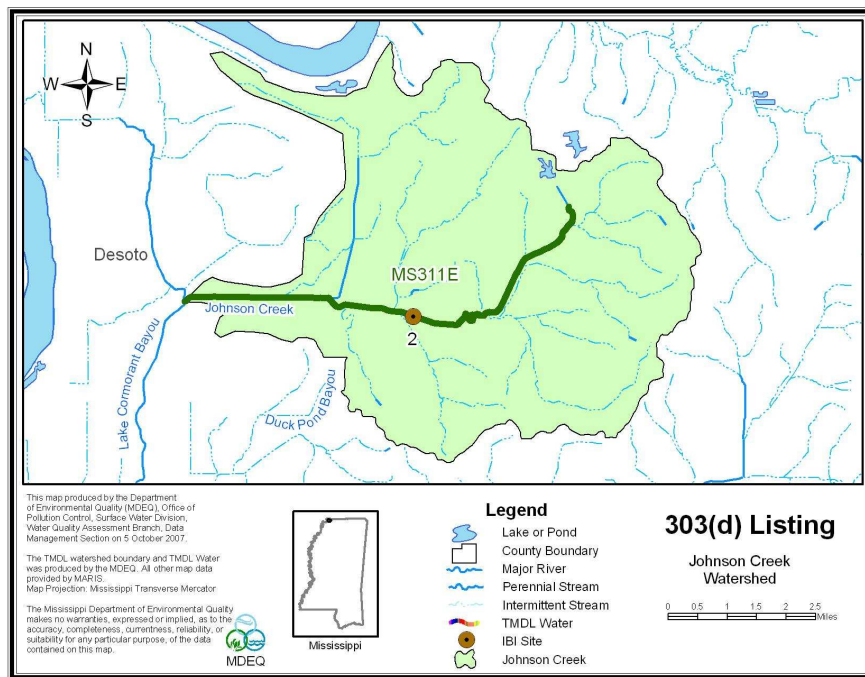 N
W E
S
Desoto
MS311E
Johnson Creek
2
Lake Cormorant Bayou
Duck Pond Bayou
This map produced by the Department
of Environmental Quality (MDEQ), Office of
Pollution Control, Surface Water Division,
Water Quality Assessment Branch, Data
Management Section on 5 October 2007.
The TMDL watershed boundary and TMDL Water
was produced by the MDEQ. All other map data
provided by MARIS.
Map Projection: Mississippi Transverse Mercator
The Mississippi Department of Environmental Quality
makes no warranties, expressed or implied, as to the
accuracy, completeness, currentness, reliability, or
suitability for any particular purpose, of the data
contained on this map.
MDEQ
Mississippi
Legend
Lake or Pond
County Boundary
Major River
Perennial Stream
Intermittent Stream
TMDL Water
IBI Site
Johnson Creek
303(d) Listing
Johnson Creek
Watershed
0 0.5 1 1.5 2 2.5
Miles